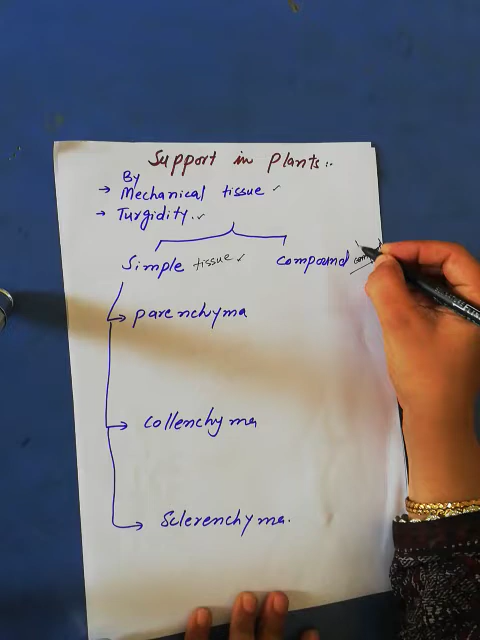 Support in Plants:.
By
→ Mechanical tissue ✓
→ Turgidity. ✓
Simple tissue ✓ compound
→ parenchyma
→ collenchyma
→ Sclerenchyma.